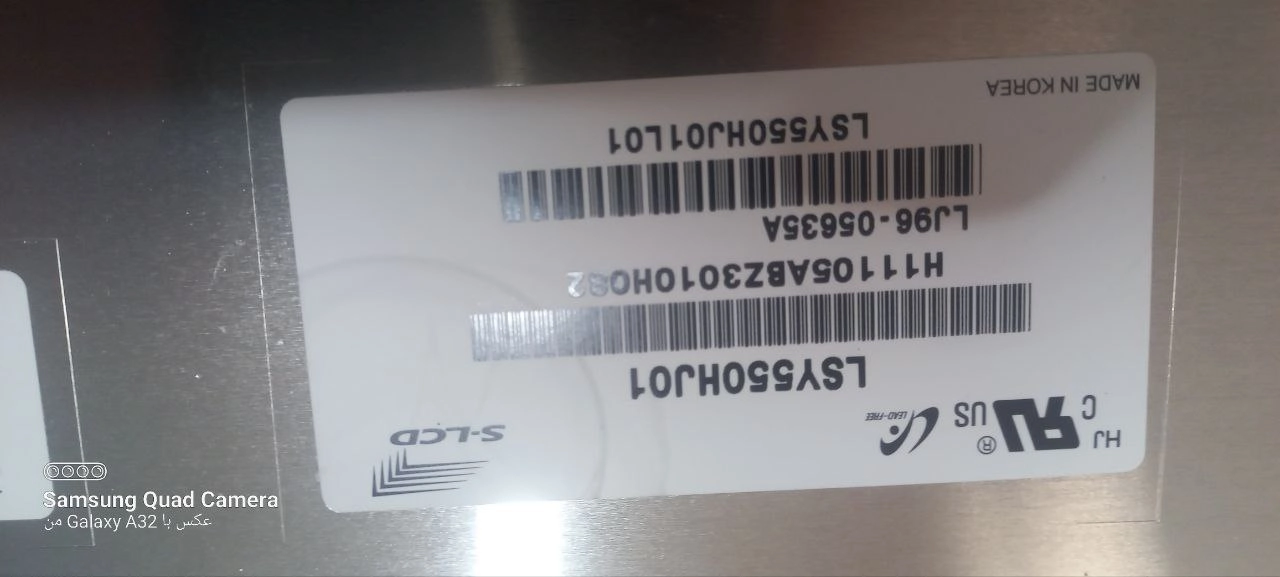 S-LCD
HJ
c RU ® US
LEAD-FREE
LSY550HJ01
H11105ABZ3010H082
LJ96-05635A
LSY550HJ01L01
MADE IN KOREA
Samsung Quad Camera
عکس با Galaxy A32 من